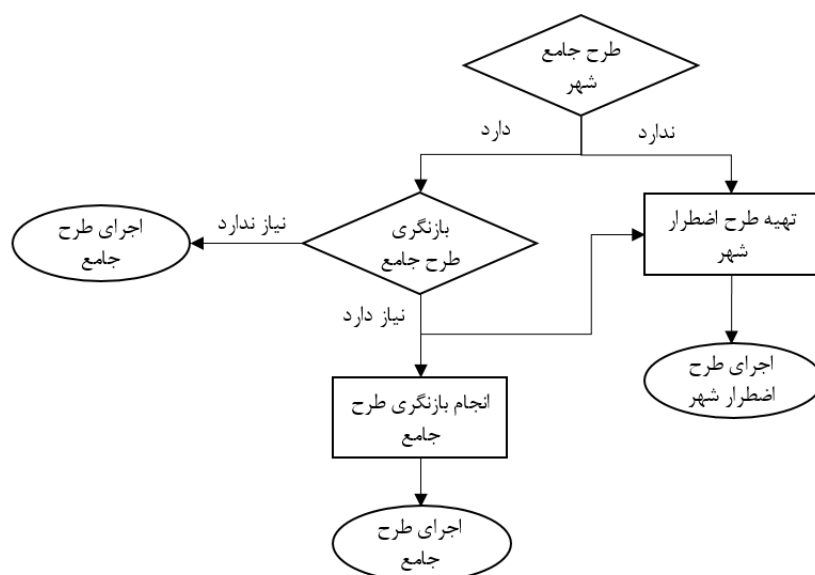 طرح جامع
شهر
ندارد
دارد
تهیه طرح اضطرار
شهر
بازنگری
طرح جامع
نیاز ندارد
اجرای طرح
جامع
نیاز دارد
اجرای طرح
اضطرار شهر
انجام بازنگری طرح
جامع
اجرای طرح
جامع